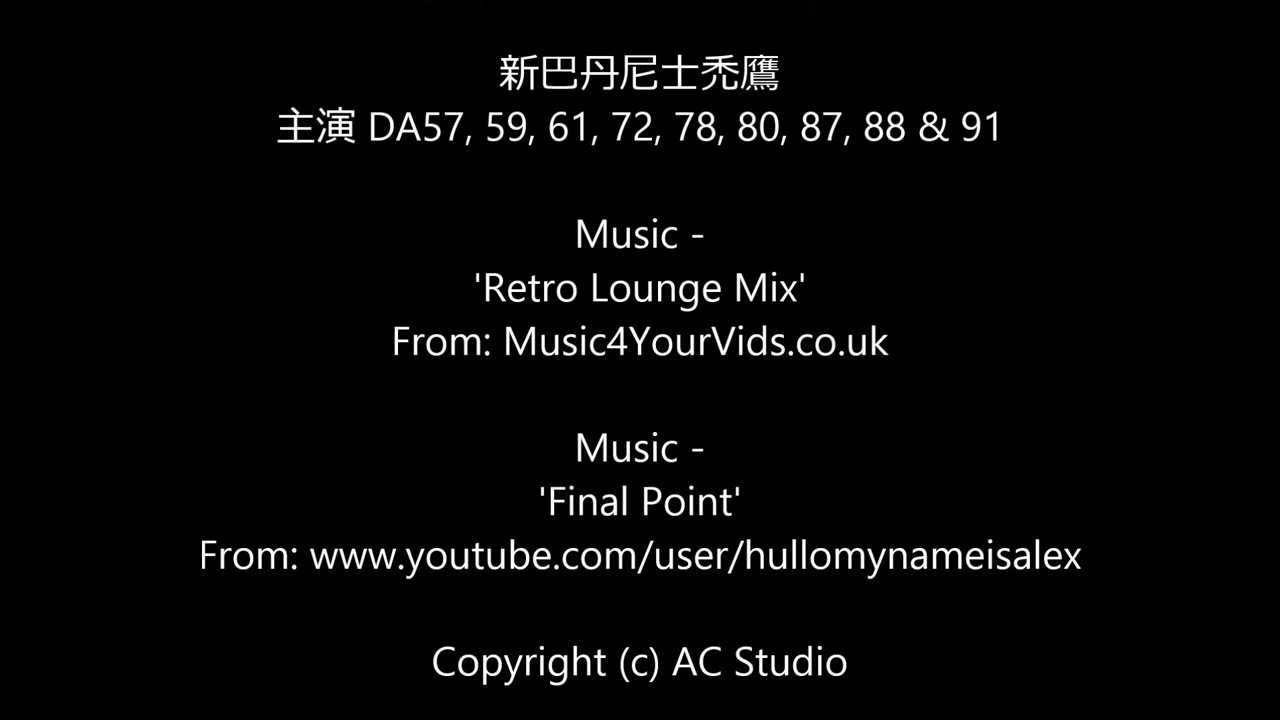 新巴丹尼士禿鷹
主演 DA57, 59, 61, 72, 78, 80, 87, 88 & 91
Music -
'Retro Lounge Mix'
From: Music4YourVids.co.uk
Music -
'Final Point'
From: www.youtube.com/user/hullomynameisalex
Copyright (c) AC Studio